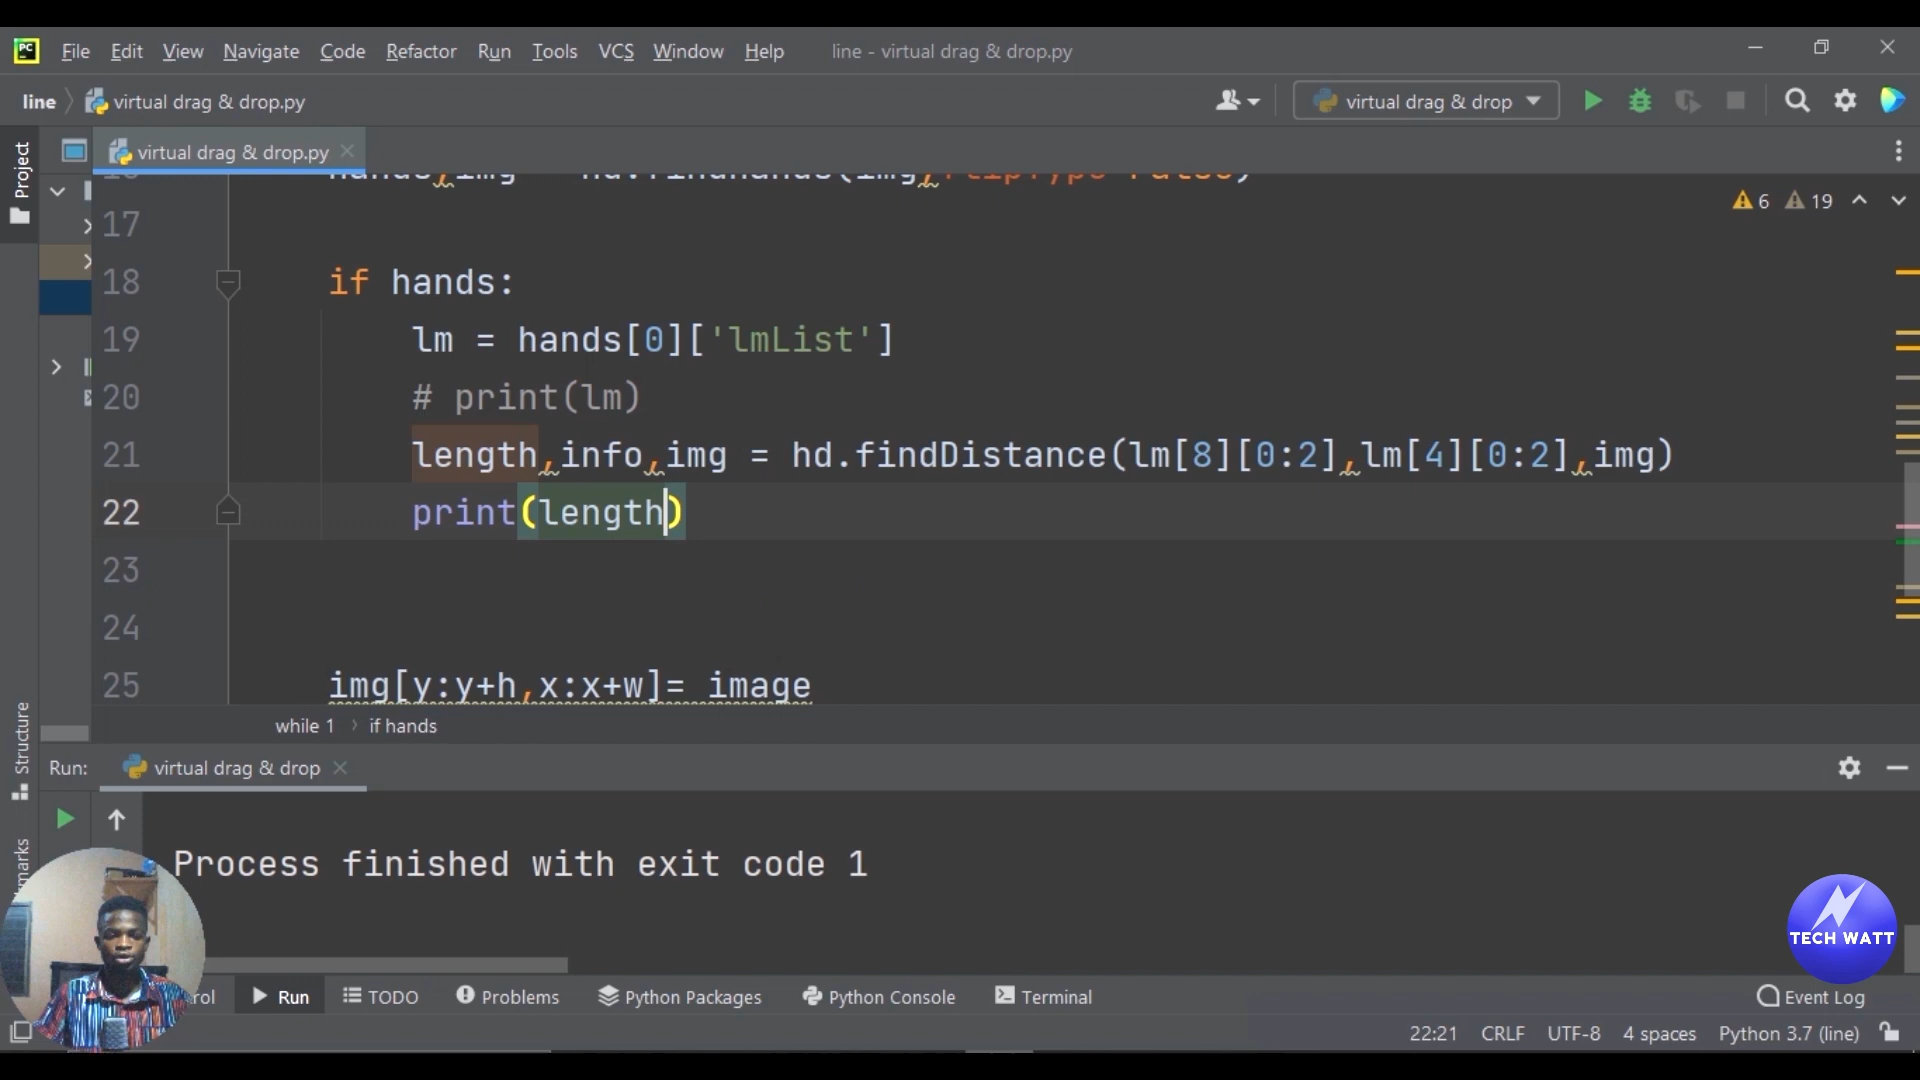 PC File Edit View Navigate Code Refactor Run Tools VCS Window Help line - virtual drag & drop.py
line virtual drag & drop.py virtual drag & drop
Project virtual drag & drop.py
6 19
17
18 if hands:
19 lm = hands[0]['lmList']
20 # print(lm)
21 length,info,img = hd.findDistance(lm[8][0:2],lm[4][0:2],img)
22 print(length)
23
24
25 img[y:y+h,x:x+w]= image
while 1 if hands
Structure
Run: virtual drag & drop
Process finished with exit code 1
TECH WATT
Run TODO Problems Python Packages Python Console Terminal Event Log
22:21 CRLF UTF-8 4 spaces Python 3.7 (line)